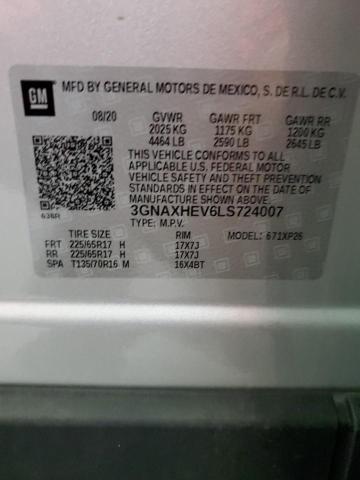 GM
MFD BY GENERAL MOTORS DE MEXICO, S. DE R.L. DE C.V.
08/20 GVWR GAWR FRT GAWR RR
2025 KG 1175 KG 1200 KG
4464 LB 2590 LB 2645 LB
THIS VEHICLE CONFORMS TO ALL
APPLICABLE U.S. FEDERAL MOTOR
VEHICLE SAFETY AND THEFT PREVENTION
STANDARDS IN EFFECT ON THE DATE OF
MANUFACTURE SHOWN ABOVE.
3GNAXHEV6LS724007
TYPE: M.P.V.
636R
TIRE SIZE RIM MODEL: 671XP26
FRT 225/65R17 H 17X7J
RR 225/65R17 H 17X7J
SPA T135/70R16 M 16X4BT